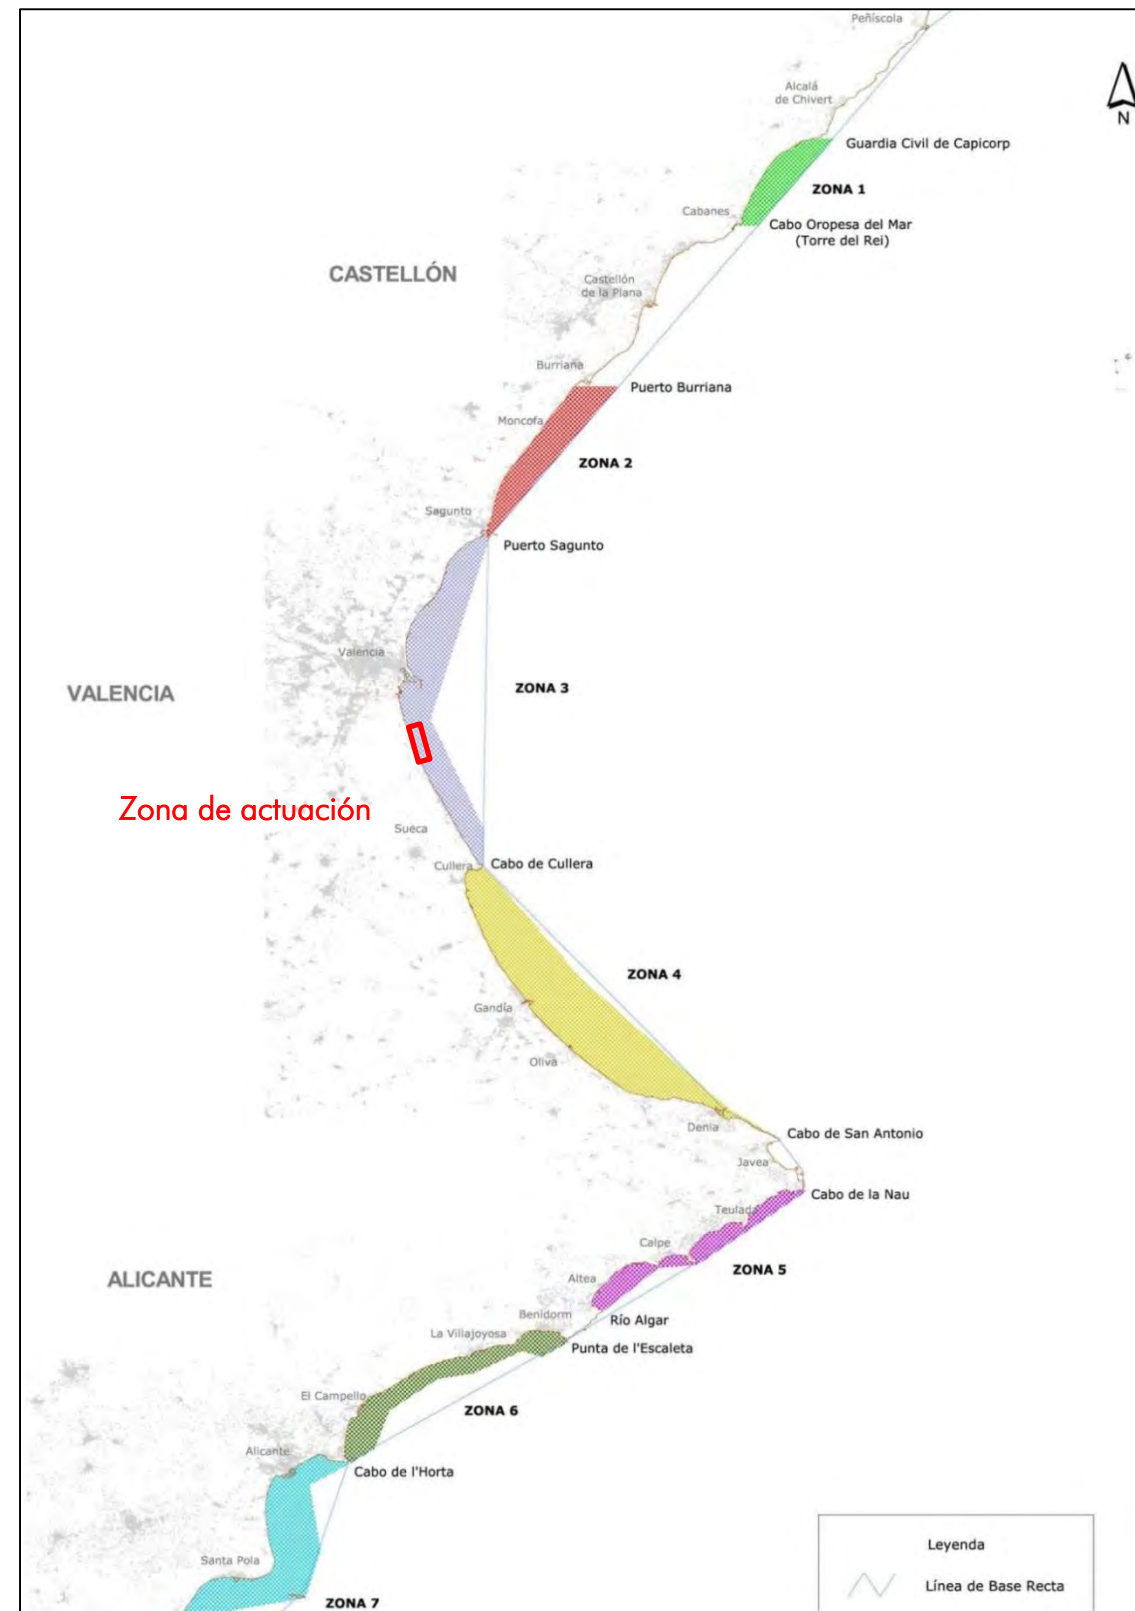 Peñíscola
Alcalá
de Chivert
N
Guardia Civil de Capicorp
ZONA 1
Cabanes
Cabo Oropesa del Mar
(Torre del Rei)
CASTELLÓN
Castellón
de la Plana
Burriana
Puerto Burriana
Moncofa
ZONA 2
Sagunto
Puerto Sagunto
Valencia
VALENCIA
ZONA 3
Zona de actuación
Sueca
Cullera
Cabo de Cullera
ZONA 4
Gandía
Oliva
Denia
Cabo de San Antonio
Javea
Cabo de la Nau
Teulada
Calpe
ZONA 5
ALICANTE
Altea
Benidorm
Río Algar
La Villajoyosa
Punta de l'Escaleta
El Campello
ZONA 6
Alicante
Cabo de l'Horta
Leyenda
Santa Pola
Línea de Base Recta
ZONA 7